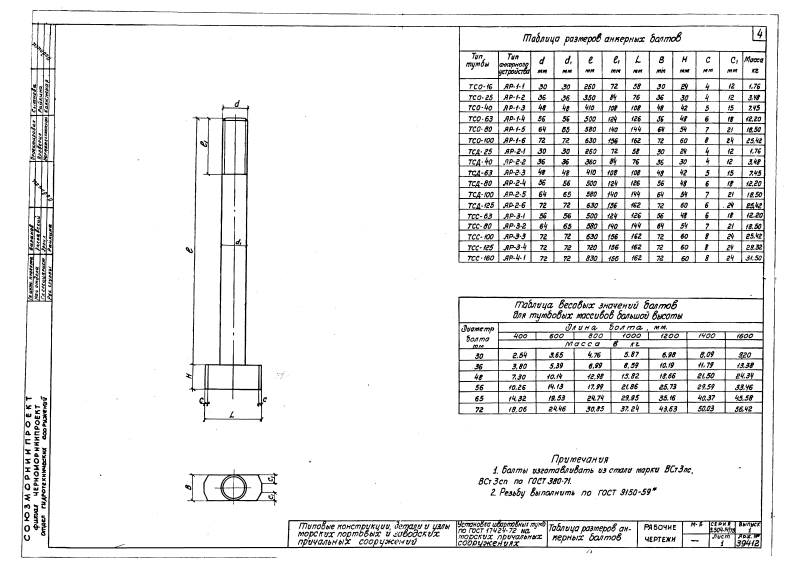 4
Таблица размеров анкерных болтов
Тип тумбы | Тип анкерного устройства | d мм | d₁ мм | ℓ мм | ℓ₁ мм | L мм | B мм | H мм | C мм | C₁ мм | Масса кг
ТСО-16 АР-1-1 30 30 260 72 58 30 24 4 12 1.76
ТСО-25 АР-1-2 36 36 350 84 76 36 30 4 12 3.48
ТСО-40 АР-1-3 48 48 410 108 108 48 42 5 15 7.45
ТСО-63 АР-1-4 56 56 500 124 126 56 48 6 18 12.20
ТСО-80 АР-1-5 64 65 580 140 144 64 54 7 21 18.50
ТСО-100 АР-1-6 72 72 630 156 162 72 60 8 24 25.42
ТСД-25 АР-2-1 30 30 260 72 58 30 24 4 12 1.76
ТСД-40 АР-2-2 36 36 360 84 76 36 30 4 12 3.48
ТСД-63 АР-2-3 48 48 410 108 108 48 42 5 15 7.45
ТСД-80 АР-2-4 56 56 500 124 126 56 48 6 18 12.20
ТСД-100 АР-2-5 64 65 580 140 144 64 54 7 21 18.50
ТСД-125 АР-2-6 72 72 630 156 162 72 60 6 24 25.42
ТСС-63 АР-3-1 56 56 500 124 126 56 48 6 18 12.20
ТСС-80 АР-3-2 64 65 580 140 144 64 54 7 21 18.50
ТСС-100 АР-3-3 72 72 630 156 162 72 60 8 24 25.42
ТСС-125 АР-3-4 72 72 720 156 162 72 60 8 24 28.32
ТСС-160 АР-4-1 72 72 830 156 162 72 60 8 24 31.50
Таблица весовых значений болтов
для тумбовых массивов большой высоты
Диаметр болта мм | Длина болта, мм.
400 600 800 1000 1200 1400 1600
Масса в кг
30 2.54 3.65 4.76 5.87 6.98 8.09 9.20
36 3.80 5.39 6.99 8.59 10.19 11.79 13.38
48 7.30 10.14 12.98 15.82 18.66 21.50 24.34
56 10.26 14.13 17.99 21.86 25.73 29.59 33.46
65 14.32 19.53 24.74 29.95 35.16 40.37 45.58
72 18.06 24.46 30.85 37.24 43.63 50.03 56.42
Примечания
1. Болты изготавливать из стали марки ВСт3пс,
ВСт3сп по ГОСТ 380-71.
2. Резьбу выполнить по ГОСТ 9150-59*
d
ℓ₁
ℓ
d₁
H
C
C
L
B
C₁
C₁
СОЮЗМОРНИИПРОЕКТ
филиал ЧЕРНОМОРНИИПРОЕКТ
отдел гидротехнических сооружений
Типовые конструкции, детали и узлы
морских портовых и заводских
причальных сооружений
Установка швартовных тумб
по ГОСТ 17424-72 на
морских причальных
сооружениях
Таблица размеров ан-
керных болтов
РАБОЧИЕ
ЧЕРТЕЖИ
М-Б
—
СЕРИЯ
Выпуск
1
Лист
1
39412